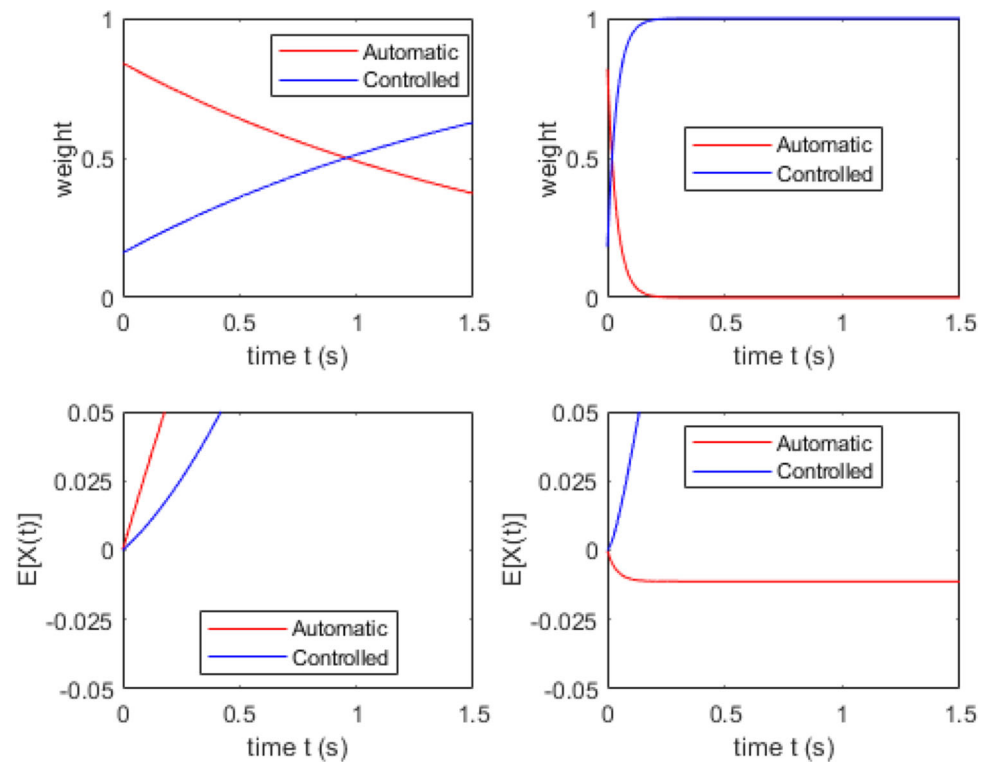 1
0.5
0
weight
Automatic
Controlled
0 0.5 1 1.5
time t (s)
1
0.5
0
weight
Automatic
Controlled
0 0.5 1 1.5
time t (s)
0.05
0.025
0
-0.025
-0.05
E[X(t)]
Automatic
Controlled
0 0.5 1 1.5
time t (s)
0.05
0.025
0
-0.025
-0.05
E[X(t)]
Automatic
Controlled
0 0.5 1 1.5
time t (s)